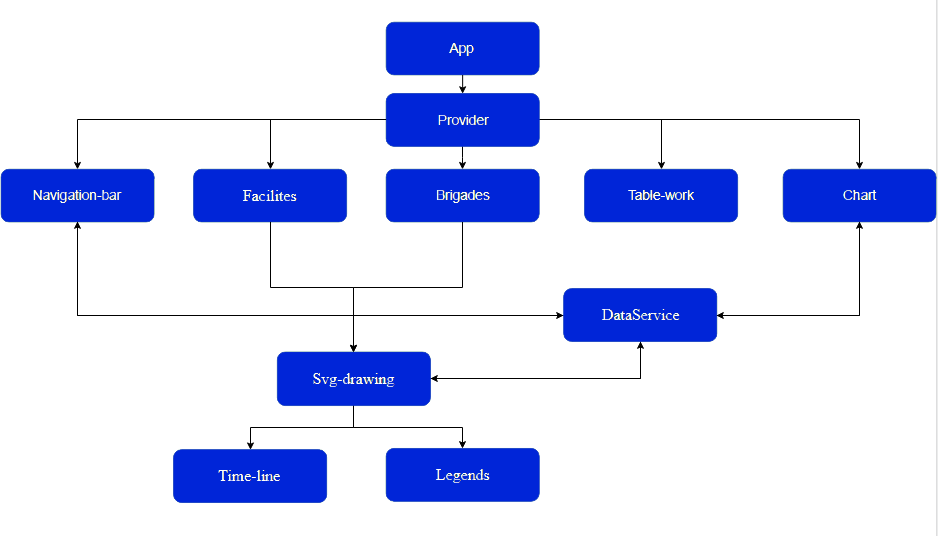 App
Provider
Navigation-bar
Facilites
Brigades
Table-work
Chart
DataService
Svg-drawing
Time-line
Legends